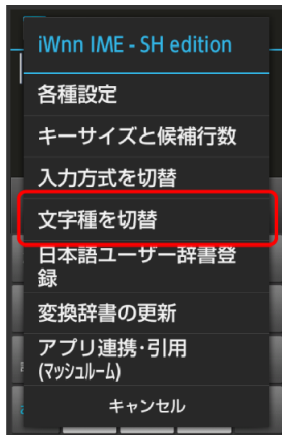 iWnn IME - SH edition
各種設定
キーサイズと候補行数
入力方式を切替
文字種を切替
日本語ユーザー辞書登
録
変換辞書の更新
アプリ連携･引用
(マッシュルーム)
キャンセル